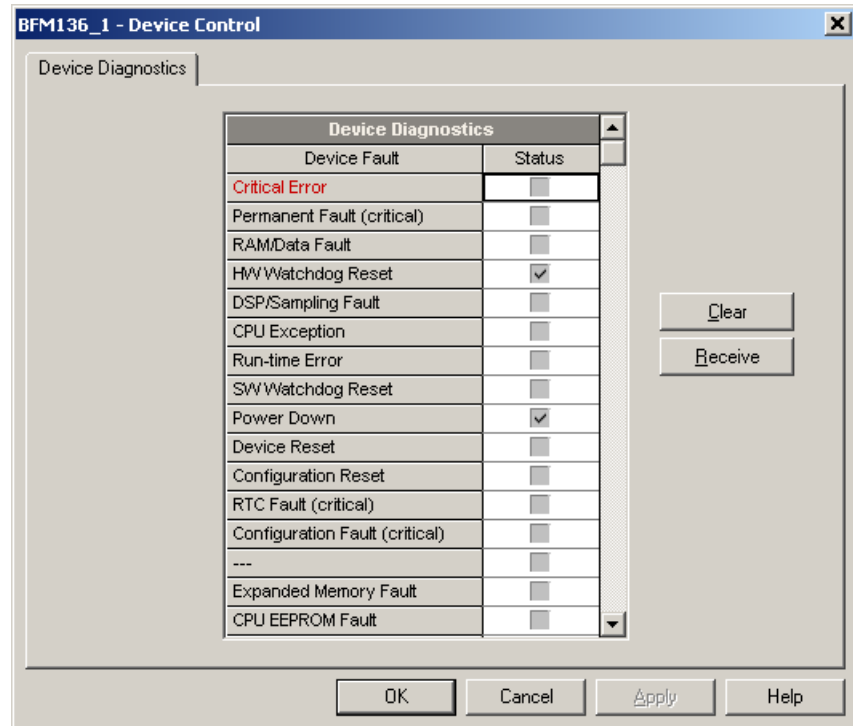 BFM136_1 - Device Control
Device Diagnostics
Device Diagnostics
Device Fault Status
Critical Error
Permanent Fault (critical)
RAM/Data Fault
HW Watchdog Reset
DSP/Sampling Fault
CPU Exception
Run-time Error
SW Watchdog Reset
Power Down
Device Reset
Configuration Reset
RTC Fault (critical)
Configuration Fault (critical)
---
Expanded Memory Fault
CPU EEPROM Fault
Clear
Receive
OK Cancel Apply Help